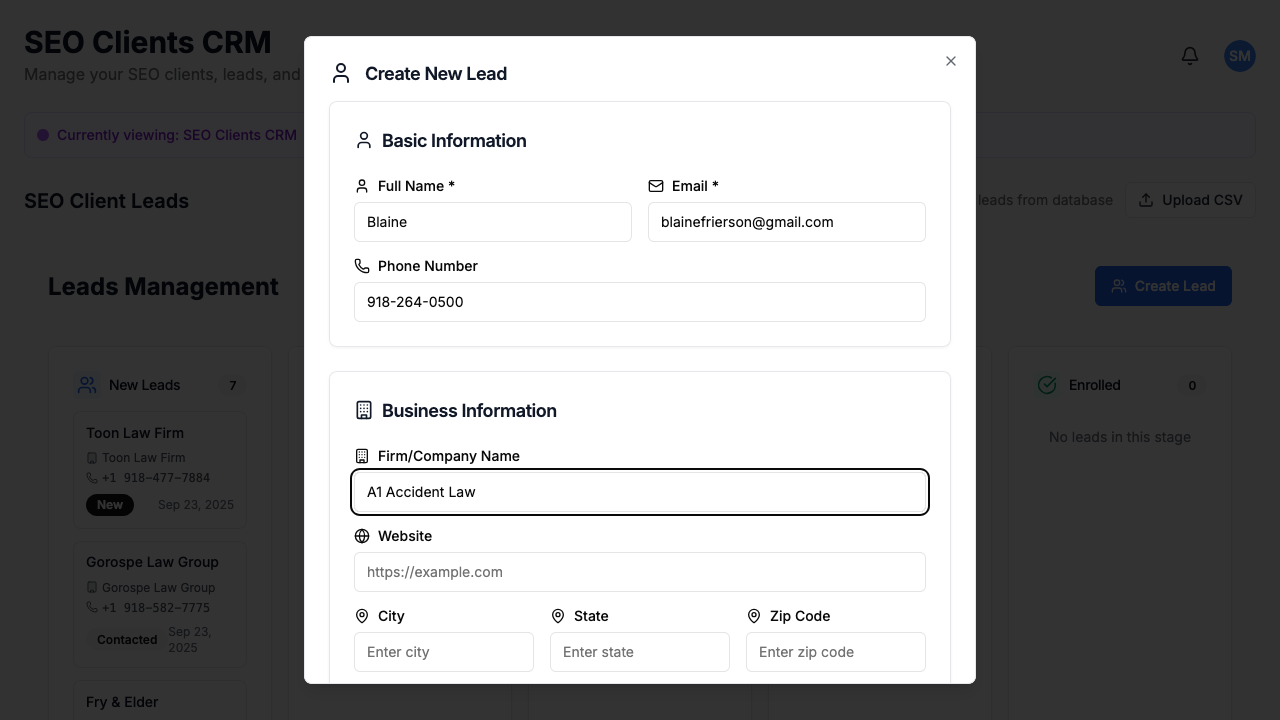 SEO Clients CRM
Manage your SEO clients, leads, and
SM
Currently viewing: SEO Clients CRM
SEO Client Leads
leads from database
Upload CSV
Leads Management
Create Lead
New Leads
7
Toon Law Firm
Toon Law Firm
+1 918-477-7884
New
Sep 23, 2025
Gorospe Law Group
Gorospe Law Group
+1 918-582-7775
Contacted
Sep 23,
2025
Fry & Elder
Enrolled
0
No leads in this stage
Create New Lead
Basic Information
Full Name *
Email *
Blaine
blainefrierson@gmail.com
Phone Number
918-264-0500
Business Information
Firm/Company Name
A1 Accident Law
Website
https://example.com
City
State
Zip Code
Enter city
Enter state
Enter zip code